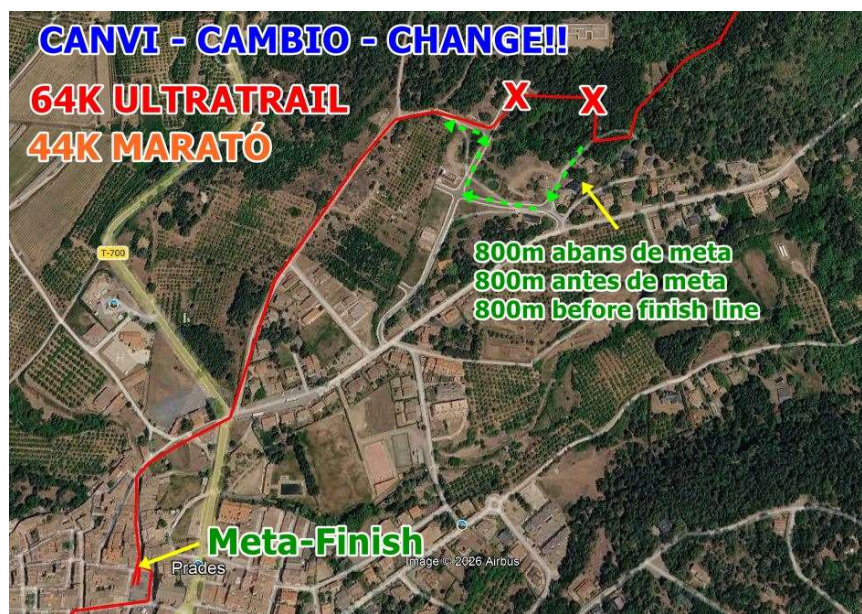 CANVI - CAMBIO - CHANGE!!
64K ULTRATRAIL
44K MARATÓ
X
X
T-700
800m abans de meta
800m antes de meta
800m before finish line
H
Meta-Finish
Prades
Image © 2026 Airbus